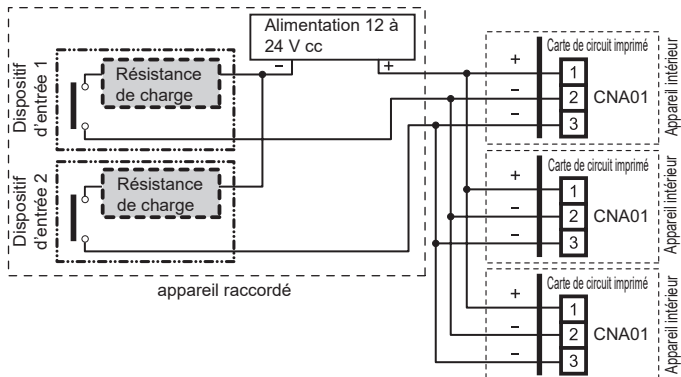 Alimentation 12 à
24 V cc
–
+
Dispositif
d'entrée 1
Résistance
de charge
Dispositif
d'entrée 2
Résistance
de charge
appareil raccordé
Carte de circuit imprimé
+
–
–
1
2
3
CNA01
Appareil intérieur
Carte de circuit imprimé
+
–
–
1
2
3
CNA01
Appareil intérieur
Carte de circuit imprimé
+
–
–
1
2
3
CNA01
Appareil intérieur